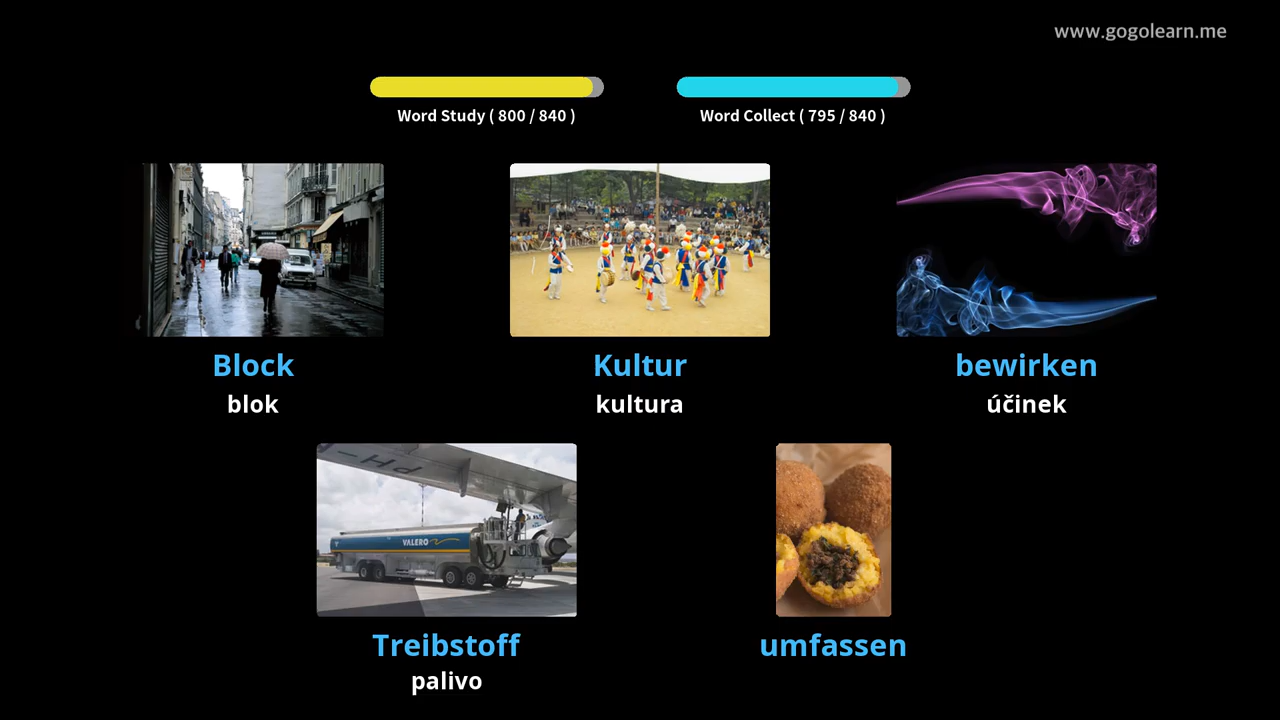 www.gogolearn.me
Word Study ( 800 / 840 )
Word Collect ( 795 / 840 )
Block
blok
Kultur
kultura
bewirken
účinek
PH-
VALERO
Treibstoff
palivo
umfassen